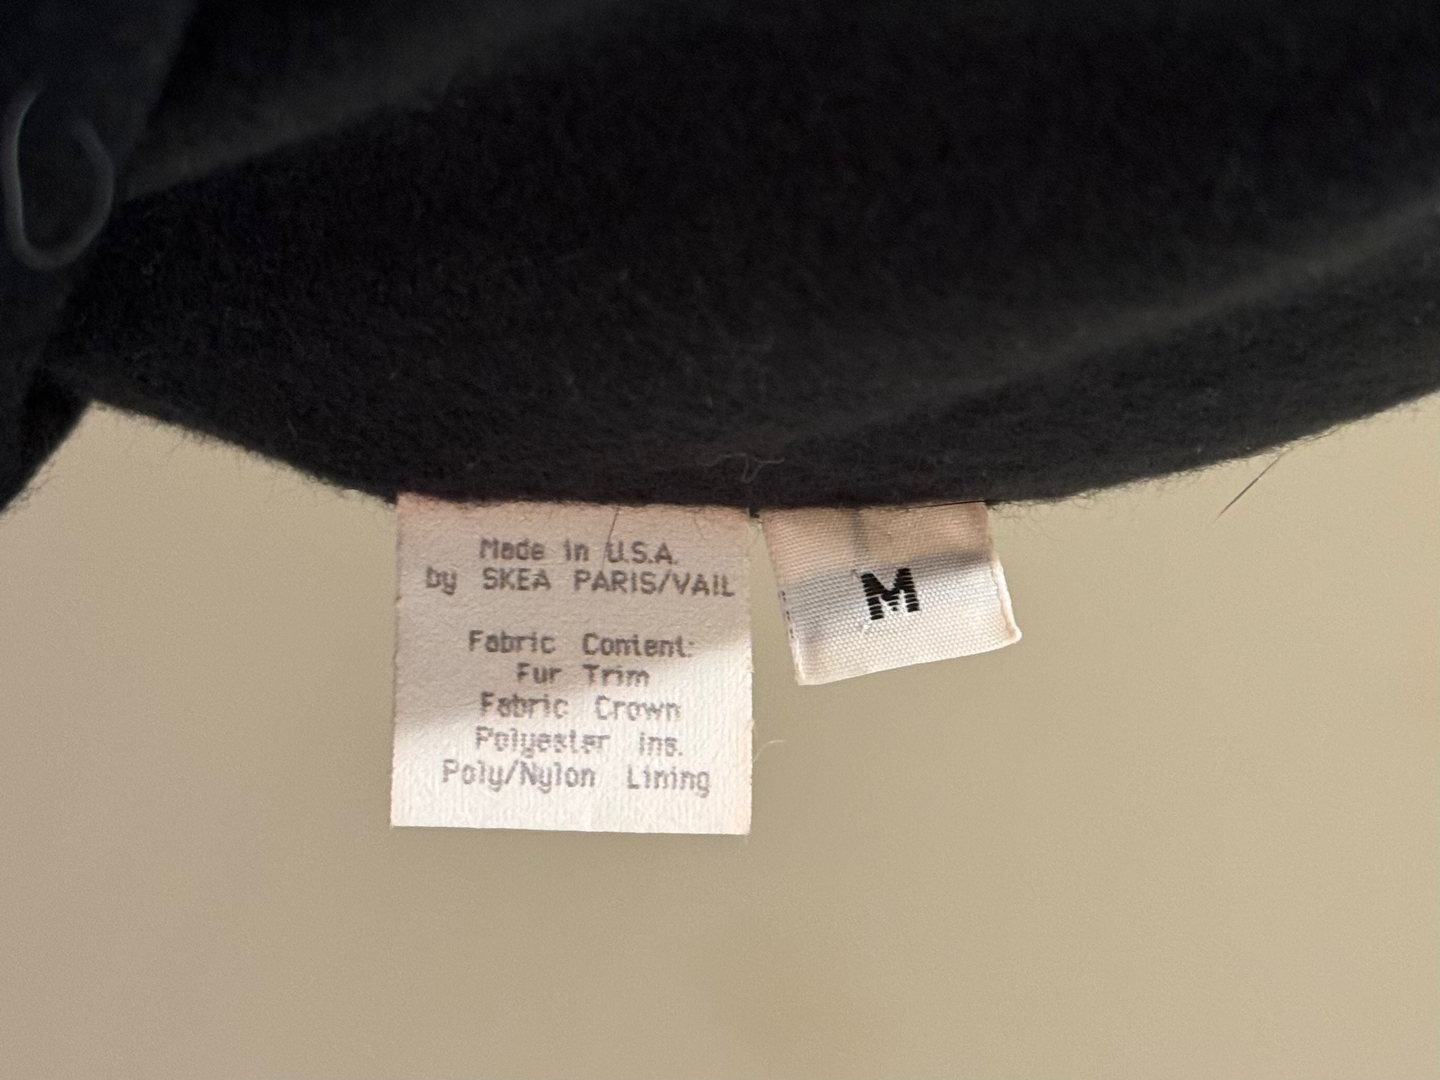 Made in U.S.A.
by SKEA PARIS/VAIL
Fabric Content:
Fur Trim
Fabric Crown
Polyester ins.
Poly/Nylon Lining
M